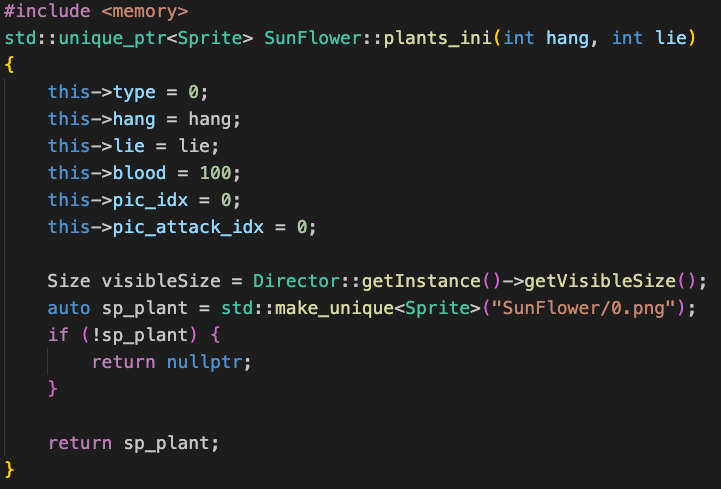 #include <memory>
std::unique_ptr<Sprite> SunFlower::plants_ini(int hang, int lie)
{
    this->type = 0;
    this->hang = hang;
    this->lie = lie;
    this->blood = 100;
    this->pic_idx = 0;
    this->pic_attack_idx = 0;

    Size visibleSize = Director::getInstance()->getVisibleSize();
    auto sp_plant = std::make_unique<Sprite>("SunFlower/0.png");
    if (!sp_plant) {
        return nullptr;
    }

    return sp_plant;
}